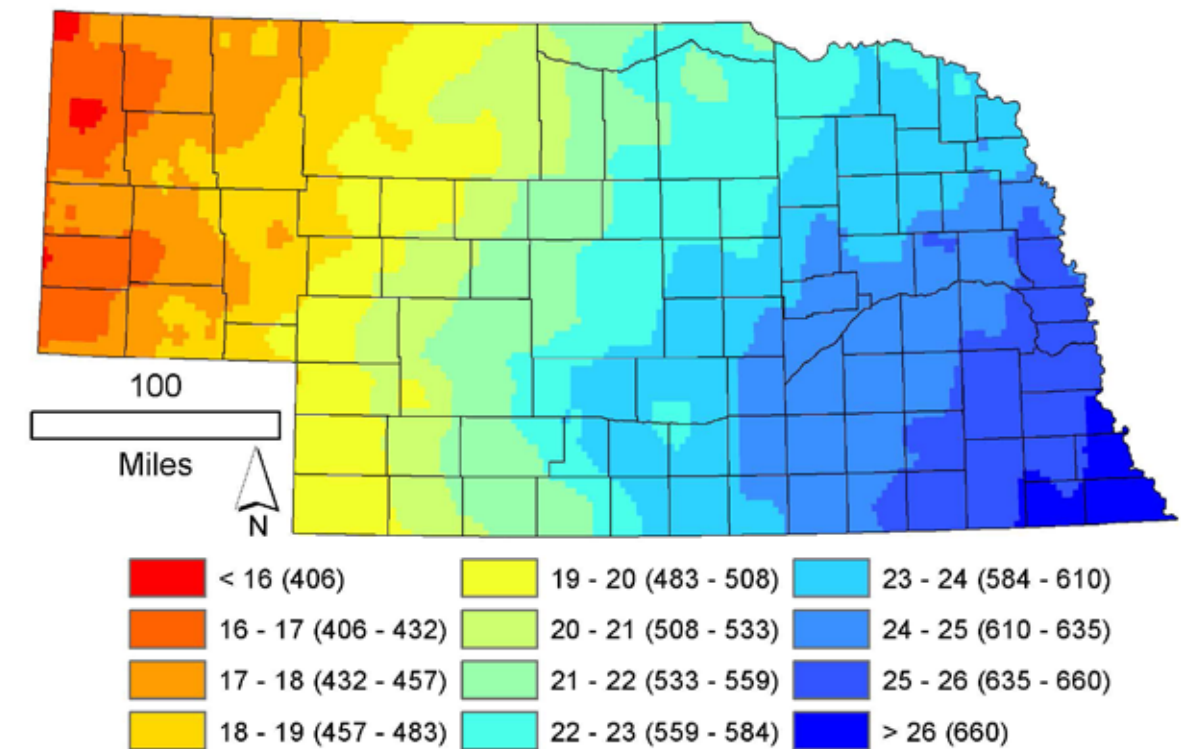 100
Miles
N
< 16 (406)
16 - 17 (406 - 432)
17 - 18 (432 - 457)
18 - 19 (457 - 483)
19 - 20 (483 - 508)
20 - 21 (508 - 533)
21 - 22 (533 - 559)
22 - 23 (559 - 584)
23 - 24 (584 - 610)
24 - 25 (610 - 635)
25 - 26 (635 - 660)
> 26 (660)